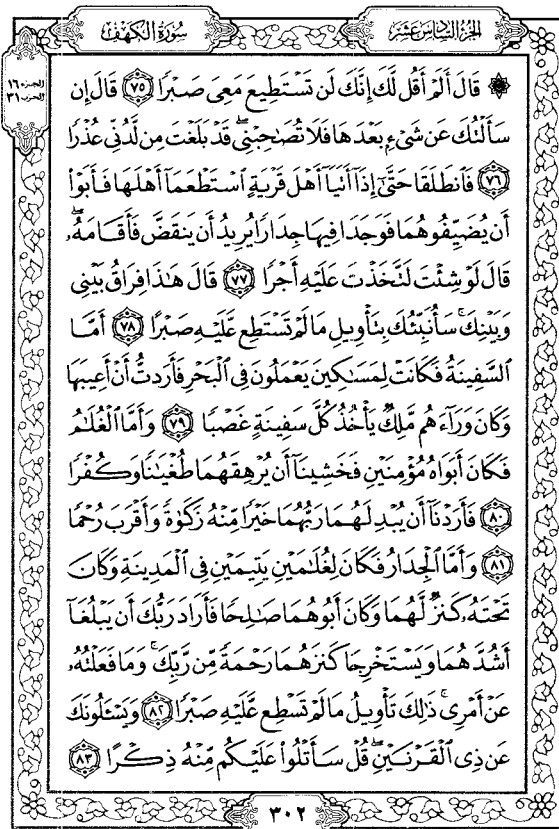 الجزء السادس عشر
سورة الكهف
الجزء ١٦
الحزب ٣١
۞ قَالَ أَلَمْ أَقُل لَّكَ إِنَّكَ لَن تَسْتَطِيعَ مَعِىَ صَبْرًا ٧٥ قَالَ إِن
سَأَلْتُكَ عَن شَىْءٍۭ بَعْدَهَا فَلَا تُصَـٰحِبْنِى ۖ قَدْ بَلَغْتَ مِن لَّدُنِّى عُذْرًا
٧٦ فَٱنطَلَقَا حَتَّىٰٓ إِذَآ أَتَيَآ أَهْلَ قَرْيَةٍ ٱسْتَطْعَمَآ أَهْلَهَا فَأَبَوْا۟
أَن يُضَيِّفُوهُمَا فَوَجَدَا فِيهَا جِدَارًا يُرِيدُ أَن يَنقَضَّ فَأَقَامَهُۥ ۖ
قَالَ لَوْ شِئْتَ لَتَّخَذْتَ عَلَيْهِ أَجْرًا ٧٧ قَالَ هَـٰذَا فِرَاقُ بَيْنِى
وَبَيْنِكَ ۚ سَأُنَبِّئُكَ بِتَأْوِيلِ مَا لَمْ تَسْتَطِع عَّلَيْهِ صَبْرًا ٧٨ أَمَّا
ٱلسَّفِينَةُ فَكَانَتْ لِمَسَـٰكِينَ يَعْمَلُونَ فِى ٱلْبَحْرِ فَأَرَدتُّ أَنْ أَعِيبَهَا
وَكَانَ وَرَآءَهُم مَّلِكٌ يَأْخُذُ كُلَّ سَفِينَةٍ غَصْبًا ٧٩ وَأَمَّا ٱلْغُلَـٰمُ
فَكَانَ أَبَوَاهُ مُؤْمِنَيْنِ فَخَشِينَآ أَن يُرْهِقَهُمَا طُغْيَـٰنًا وَكُفْرًا
٨٠ فَأَرَدْنَآ أَن يُبْدِلَهُمَا رَبُّهُمَا خَيْرًا مِّنْهُ زَكَوٰةً وَأَقْرَبَ رُحْمًا
٨١ وَأَمَّا ٱلْجِدَارُ فَكَانَ لِغُلَـٰمَيْنِ يَتِيمَيْنِ فِى ٱلْمَدِينَةِ وَكَانَ
تَحْتَهُۥ كَنزٌ لَّهُمَا وَكَانَ أَبُوهُمَا صَـٰلِحًا فَأَرَادَ رَبُّكَ أَن يَبْلُغَآ
أَشُدَّهُمَا وَيَسْتَخْرِجَا كَنزَهُمَا رَحْمَةً مِّن رَّبِّكَ ۚ وَمَا فَعَلْتُهُۥ
عَنْ أَمْرِى ۚ ذَٰلِكَ تَأْوِيلُ مَا لَمْ تَسْطِع عَّلَيْهِ صَبْرًا ٨٢ وَيَسْـَٔلُونَكَ
عَن ذِى ٱلْقَرْنَيْنِ ۖ قُلْ سَأَتْلُوا۟ عَلَيْكُم مِّنْهُ ذِكْرًا ٨٣
٣٠٢